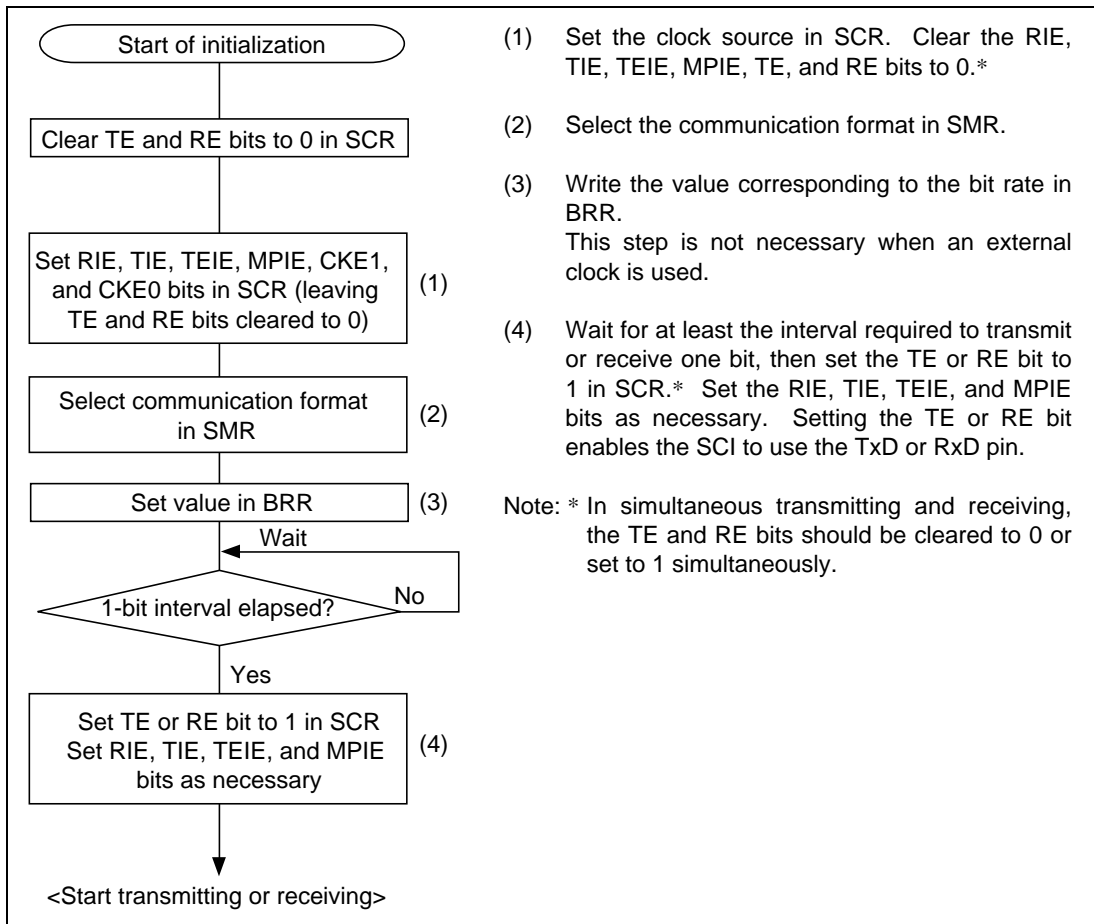 Start of initialization
Clear TE and RE bits to 0 in SCR
Set RIE, TIE, TEIE, MPIE, CKE1,
and CKE0 bits in SCR (leaving
TE and RE bits cleared to 0)
(1)
Select communication format
in SMR
(2)
Set value in BRR
(3)
Wait
1-bit interval elapsed?
No
Yes
Set TE or RE bit to 1 in SCR
Set RIE, TIE, TEIE, and MPIE
bits as necessary
(4)
<Start transmitting or receiving>
(1) Set the clock source in SCR. Clear the RIE,
TIE, TEIE, MPIE, TE, and RE bits to 0.*
(2) Select the communication format in SMR.
(3) Write the value corresponding to the bit rate in
BRR.
This step is not necessary when an external
clock is used.
(4) Wait for at least the interval required to transmit
or receive one bit, then set the TE or RE bit to
1 in SCR.* Set the RIE, TIE, TEIE, and MPIE
bits as necessary. Setting the TE or RE bit
enables the SCI to use the TxD or RxD pin.
Note: * In simultaneous transmitting and receiving,
the TE and RE bits should be cleared to 0 or
set to 1 simultaneously.